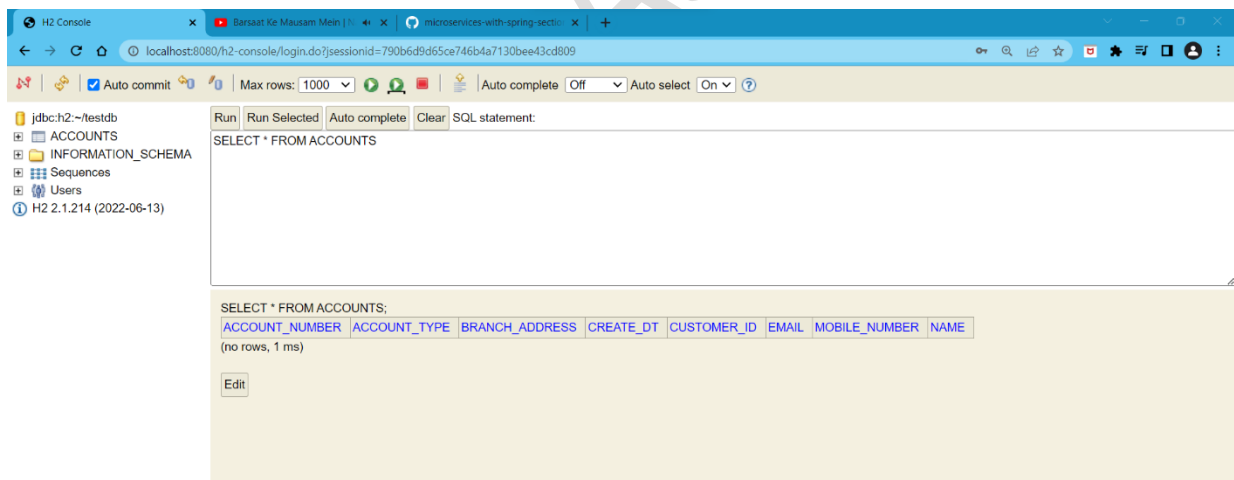 H2 Console
Barsaat Ke Mausam Mein | N
microservices-with-spring-section
localhost:8080/h2-console/login.do?jsessionid=790b6d9d65ce746b4a7130bee43cd809
Auto commit Max rows: 1000 Auto complete Off Auto select On
jdbc:h2:~/testdb
ACCOUNTS
INFORMATION_SCHEMA
Sequences
Users
H2 2.1.214 (2022-06-13)
Run Run Selected Auto complete Clear SQL statement:
SELECT * FROM ACCOUNTS
SELECT * FROM ACCOUNTS;
ACCOUNT_NUMBER ACCOUNT_TYPE BRANCH_ADDRESS CREATE_DT CUSTOMER_ID EMAIL MOBILE_NUMBER NAME
(no rows, 1 ms)
Edit